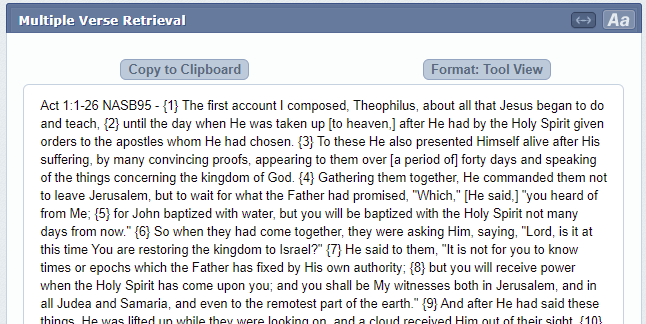 Multiple Verse Retrieval
Aa
Copy to Clipboard
Format: Tool View
Act 1:1-26 NASB95 - {1} The first account I composed, Theophilus, about all that Jesus began to do
and teach, {2} until the day when He was taken up [to heaven,] after He had by the Holy Spirit given
orders to the apostles whom He had chosen. {3} To these He also presented Himself alive after His
suffering, by many convincing proofs, appearing to them over [a period of] forty days and speaking
of the things concerning the kingdom of God. {4} Gathering them together, He commanded them not
to leave Jerusalem, but to wait for what the Father had promised, "Which," [He said,] "you heard of
from Me; {5} for John baptized with water, but you will be baptized with the Holy Spirit not many
days from now." {6} So when they had come together, they were asking Him, saying, "Lord, is it at
this time You are restoring the kingdom to Israel?" {7} He said to them, "It is not for you to know
times or epochs which the Father has fixed by His own authority; {8} but you will receive power
when the Holy Spirit has come upon you; and you shall be My witnesses both in Jerusalem, and in
all Judea and Samaria, and even to the remotest part of the earth." {9} And after He had said these
things, He was lifted up while they were looking on, and a cloud received Him out of their sight. {10}